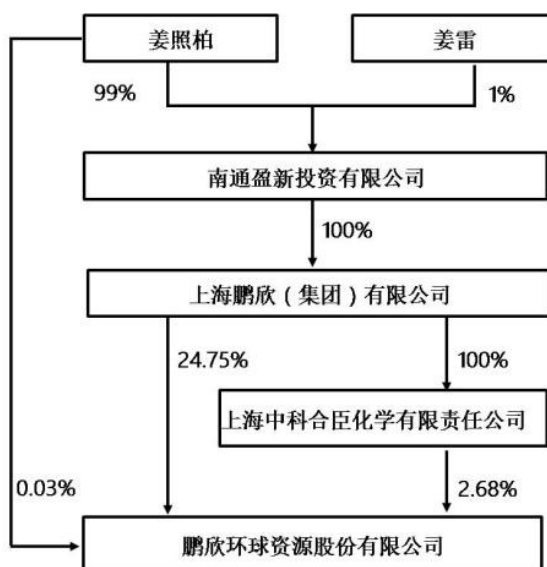 姜照柏
姜雷
99%
1%
南通盈新投资有限公司
100%
上海鹏欣（集团）有限公司
24.75%
100%
上海中科合臣化学有限责任公司
0.03%
2.68%
鹏欣环球资源股份有限公司